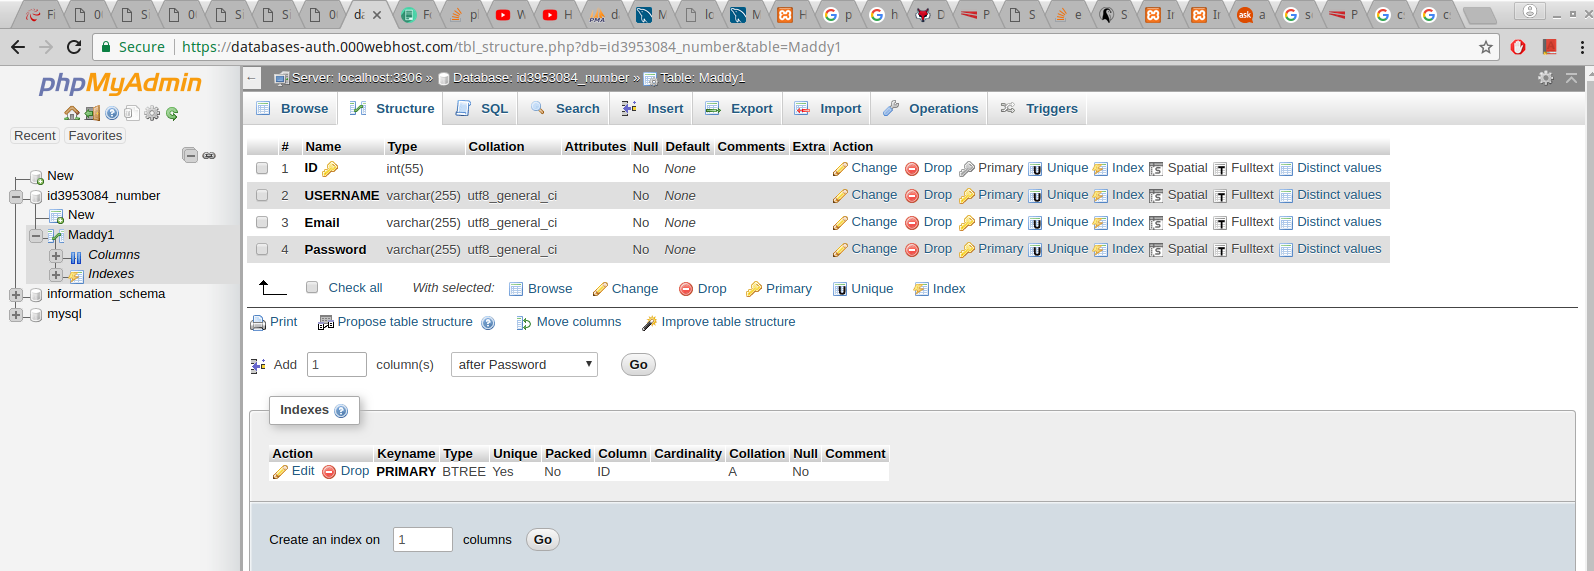 Fi 0( S S S 0( da Fo pl W H da M lc M H p h D P S e S In In a s P c c
Secure https://databases-auth.000webhost.com/tbl_structure.php?db=id3953084_number&table=Maddy1
phpMyAdmin
Recent Favorites
New
id3953084_number
New
Maddy1
Columns
Indexes
information_schema
mysql
Server: localhost:3306 » Database: id3953084_number » Table: Maddy1
Browse Structure SQL Search Insert Export Import Operations Triggers
# Name Type Collation Attributes Null Default Comments Extra Action
1 ID int(55) No None Change Drop Primary Unique Index Spatial Fulltext Distinct values
2 USERNAME varchar(255) utf8_general_ci No None Change Drop Primary Unique Index Spatial Fulltext Distinct values
3 Email varchar(255) utf8_general_ci No None Change Drop Primary Unique Index Spatial Fulltext Distinct values
4 Password varchar(255) utf8_general_ci No None Change Drop Primary Unique Index Spatial Fulltext Distinct values
Check all With selected: Browse Change Drop Primary Unique Index
Print Propose table structure Move columns Improve table structure
Add 1 column(s) after Password Go
Indexes
Action Keyname Type Unique Packed Column Cardinality Collation Null Comment
Edit Drop PRIMARY BTREE Yes No ID A No
Create an index on 1 columns Go